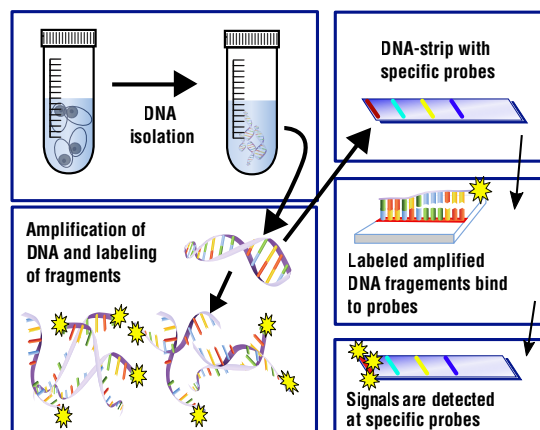 DNA
isolation
Amplification of
DNA and labeling
of fragments
DNA-strip with
specific probes
Labeled amplified
DNA fragements bind
to probes
Signals are detected
at specific probes